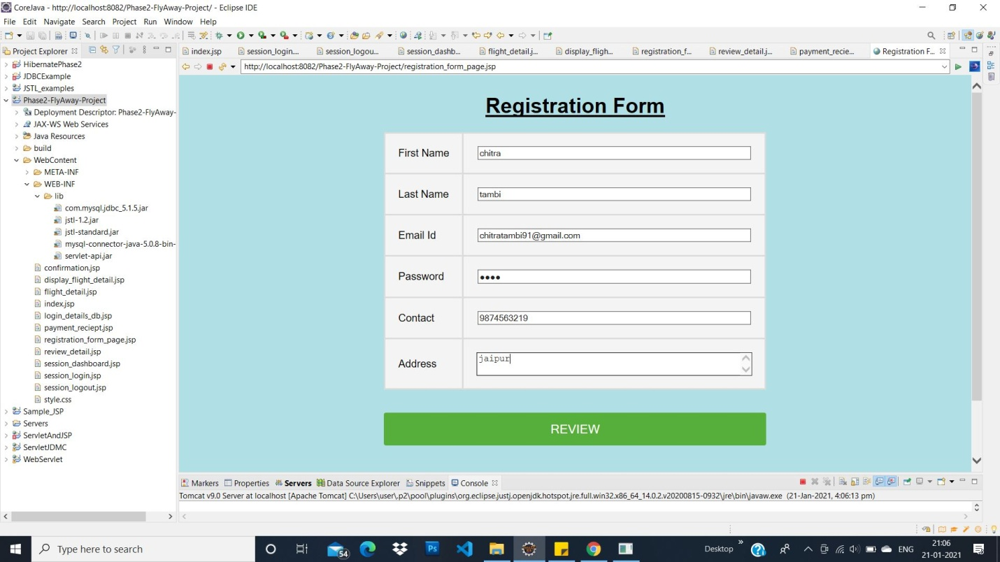 CoreJava - http://localhost:8082/Phase2-FlyAway-Project/ - Eclipse IDE
File Edit Navigate Search Project Run Window Help
Project Explorer
index.jsp session_login.... session_logou... session_dashb... flight_detail.j... display_fligh... registration_f... review_detail.j... payment_recie... Registration F...
http://localhost:8082/Phase2-FlyAway-Project/registration_form_page.jsp
HibernatePhase2
JDBCExample
JSTL_examples
Phase2-FlyAway-Project
Deployment Descriptor: Phase2-FlyAway-
JAX-WS Web Services
Java Resources
build
WebContent
META-INF
WEB-INF
lib
com.mysql.jdbc_5.1.5.jar
jstl-1.2.jar
jstl-standard.jar
mysql-connector-java-5.0.8-bin-
servlet-api.jar
confirmation.jsp
display_flight_detail.jsp
flight_detail.jsp
index.jsp
login_details_db.jsp
payment_reciept.jsp
registration_form_page.jsp
review_detail.jsp
session_dashboard.jsp
session_login.jsp
session_logout.jsp
style.css
Sample_JSP
Servers
ServletAndJSP
ServletJDMC
WebServlet
Registration Form
First Name chitra
Last Name tambi
Email Id chitratambi91@gmail.com
Password ●●●●
Contact 9874563219
Address jaipur
REVIEW
Markers Properties Servers Data Source Explorer Snippets Console
Tomcat v9.0 Server at localhost [Apache Tomcat] C:\Users\user\.p2\pool\plugins\org.eclipse.justj.openjdk.hotspot.jre.full.win32.x86_64_14.0.2.v20200815-0932\jre\bin\javaw.exe (21-Jan-2021, 4:06:13 pm)
Type here to search
54
Ps
Desktop
ENG
21:06
21-01-2021